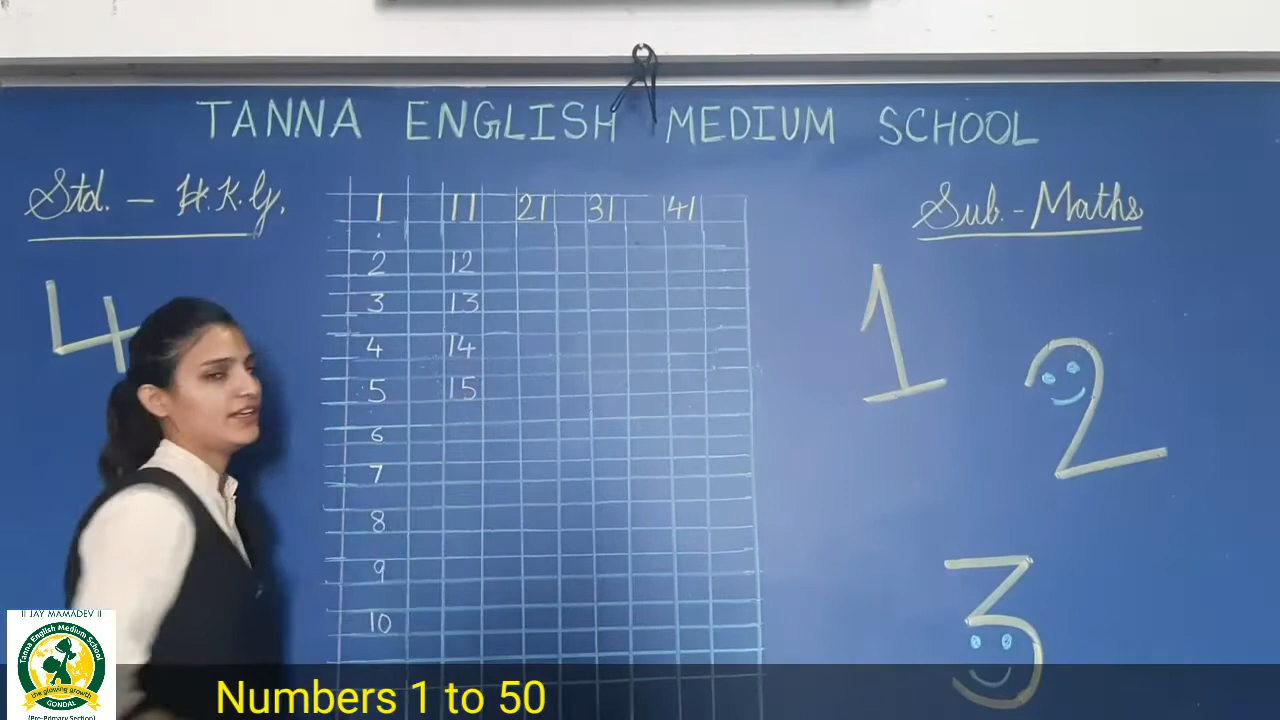 TANNA ENGLISH MEDIUM SCHOOL
Std. - H.K.G.
Sub. - Maths
1 11 21 31 41
2 12
3 13
4 14
5 15
6
7
8
9
10
4
1
2
3
II JAY MAMADEV II
Tanna English Medium School
the glowing growth
GONDAL
(Pre-Primary Section)
Numbers 1 to 50